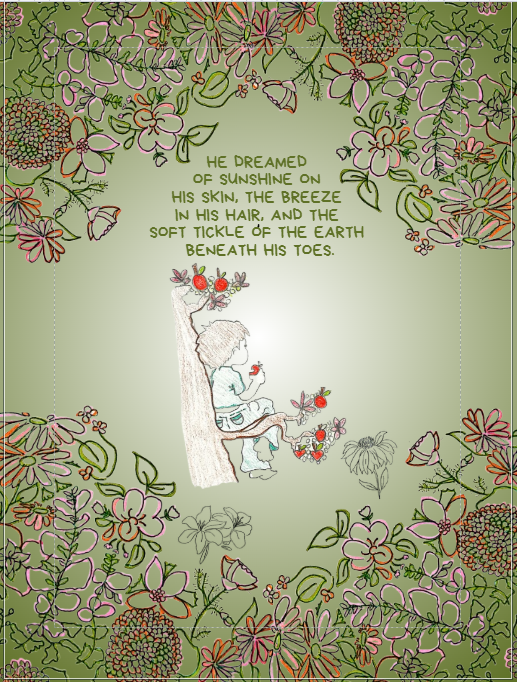 HE DREAMED
OF SUNSHINE ON
HIS SKIN, THE BREEZE
IN HIS HAIR, AND THE
SOFT TICKLE OF THE EARTH
BENEATH HIS TOES.